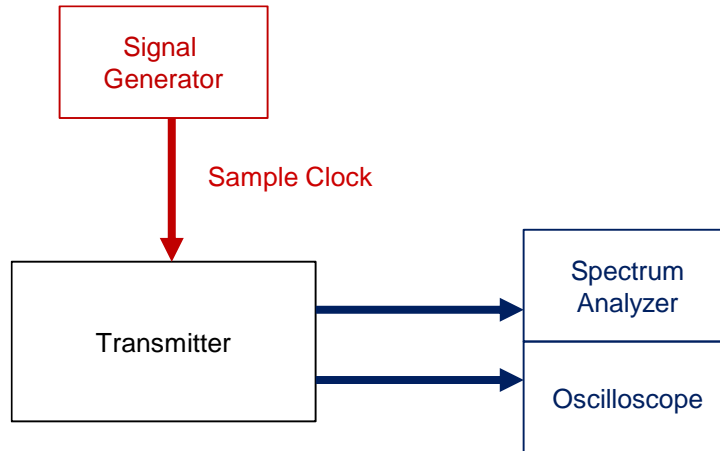 Signal
Generator
Sample Clock
Transmitter
Spectrum
Analyzer
Oscilloscope